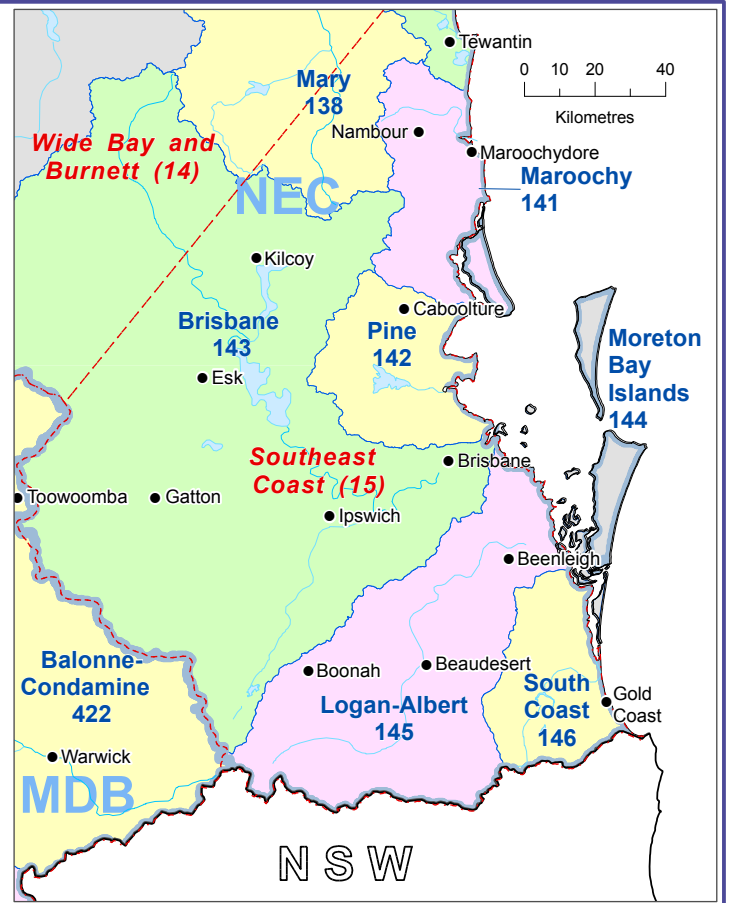 Tewantin
0 10 20 40
Kilometres
Mary
138
Nambour
Maroochydore
Wide Bay and
Burnett (14)
Maroochy
141
NEC
Kilcoy
Caboolture
Brisbane
143
Pine
142
Moreton
Bay
Islands
144
Esk
Southeast
Coast (15)
Brisbane
Toowoomba
Gatton
Ipswich
Beenleigh
Balonne-
Condamine
422
Boonah
Beaudesert
Logan-Albert
145
South
Coast
146
Gold
Coast
Warwick
MDB
NSW